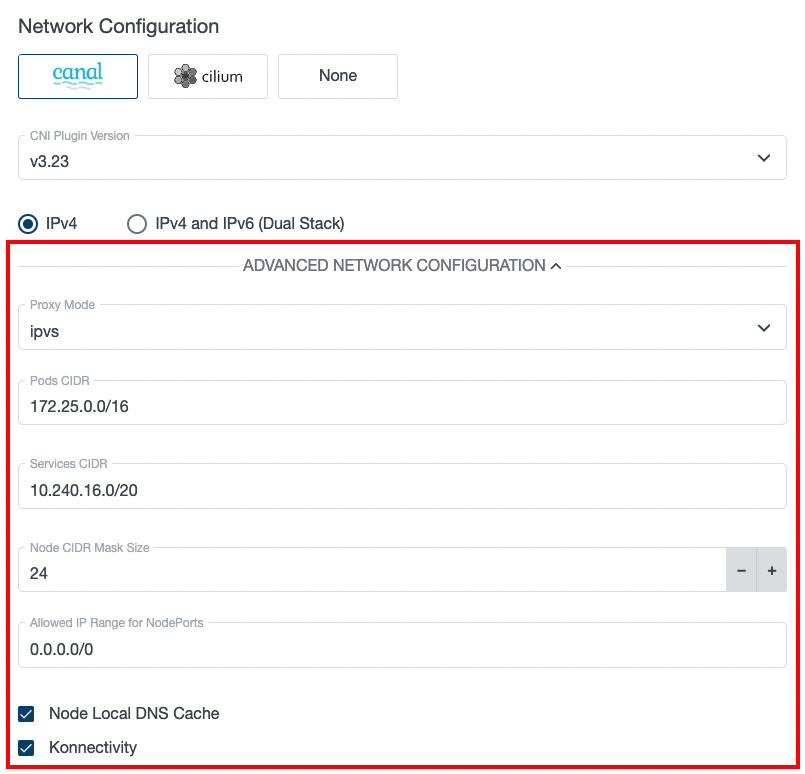 Network Configuration
canal cilium None
CNI Plugin Version
v3.23
IPv4 IPv4 and IPv6 (Dual Stack)
ADVANCED NETWORK CONFIGURATION
Proxy Mode
ipvs
Pods CIDR
172.25.0.0/16
Services CIDR
10.240.16.0/20
Node CIDR Mask Size
24 − +
Allowed IP Range for NodePorts
0.0.0.0/0
Node Local DNS Cache
Konnectivity